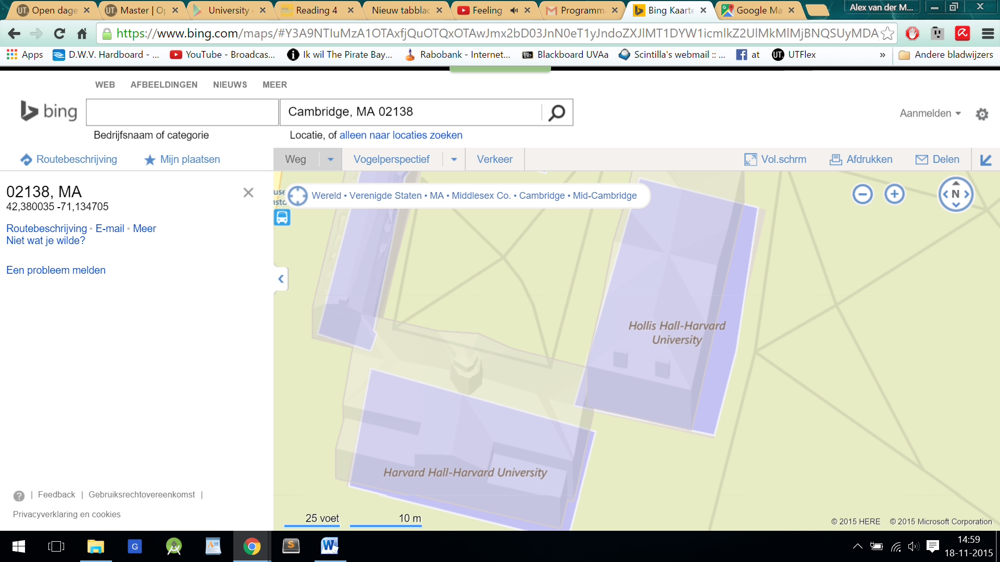 Open dage
Master | Op
University
Reading 4
Nieuw tabblad
Feeling
Programm
Bing Kaarte
Google Ma
Alex van der M...
https://www.bing.com/maps/#Y3A9NTIuMzA1OTAxfjQuOTQxOTAwJmx2bD03JnN0eT1yJndoZXJlMT1DYW1icmlkZ2UlMkMlMjBNQSUyMDA
Apps
D.W.V. Hardboard - ...
YouTube - Broadcas...
Ik wil The Pirate Bay...
Rabobank - Internet...
Bb Blackboard UVAa
Scintilla's webmail :: ...
at
UT. UTFlex
»
Andere bladwijzers
WEB AFBEELDINGEN NIEUWS MEER
bing
Cambridge, MA 02138
Aanmelden
Bedrijfsnaam of categorie
Locatie, of alleen naar locaties zoeken
Routebeschrijving
Mijn plaatsen
Weg
Vogelperspectief
Verkeer
Vol.schrm
Afdrukken
Delen
02138, MA
42,380035 -71,134705
Routebeschrijving • E-mail • Meer
Niet wat je wilde?
Een probleem melden
Wereld • Verenigde Staten • MA • Middlesex Co. • Cambridge • Mid-Cambridge
N
Hollis Hall-Harvard
University
Harvard Hall-Harvard University
25 voet
10 m
© 2015 HERE © 2015 Microsoft Corporation
? | Feedback | Gebruiksrechtovereenkomst |
Privacyverklaring en cookies
14:59
18-11-2015